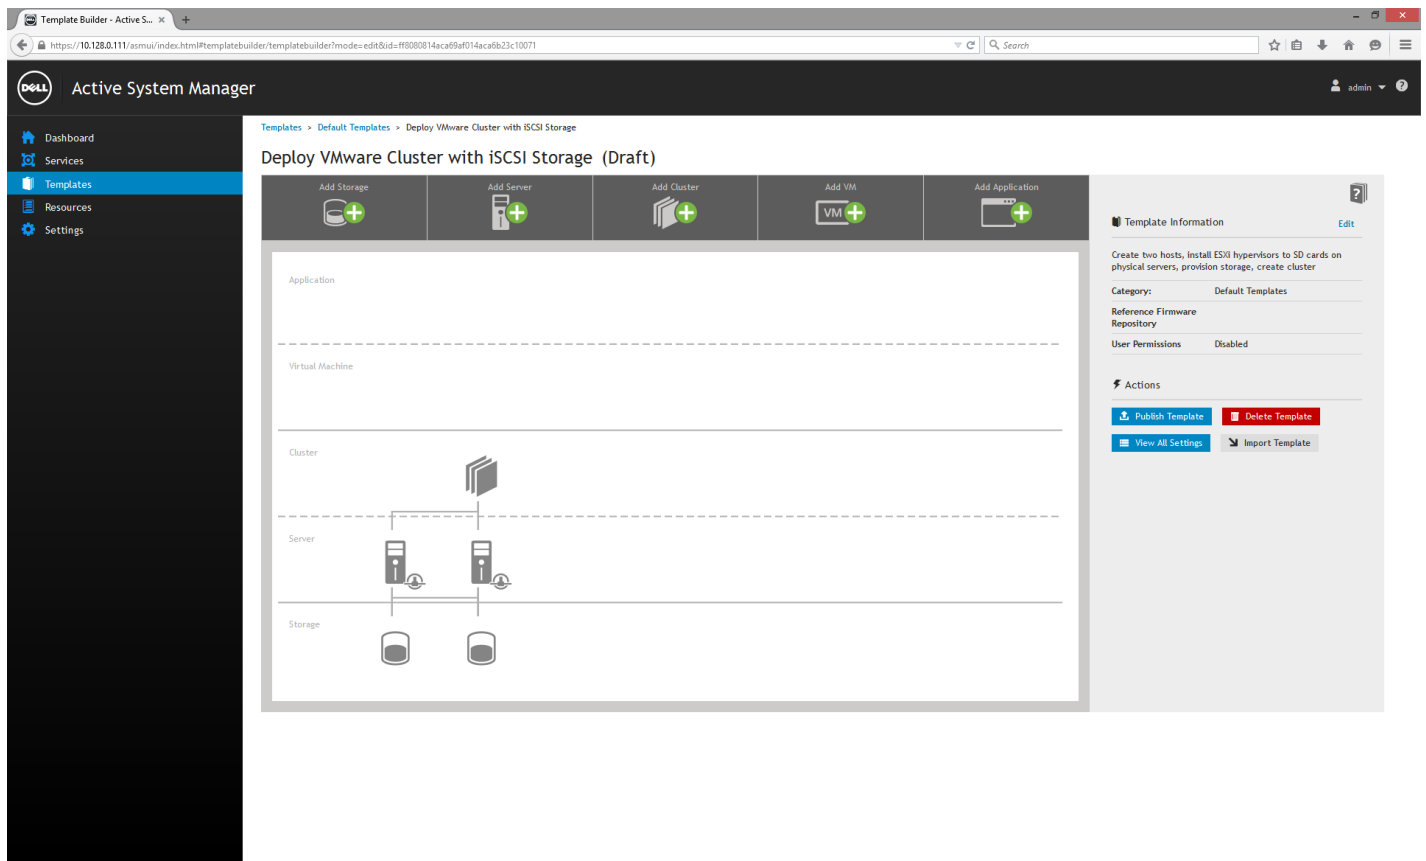 Template Builder - Active S...
https://10.128.0.111/asmui/index.html#templatebuilder/templatebuilder?mode=edit&id=ff8080814aca69af014aca6b23c10071
Search
DELL
Active System Manager
admin
Dashboard
Services
Templates
Resources
Settings
Templates > Default Templates > Deploy VMware Cluster with iSCSI Storage
Deploy VMware Cluster with iSCSI Storage (Draft)
Add Storage
Add Server
Add Cluster
Add VM
VM
Add Application
Application
Virtual Machine
Cluster
Server
Storage
?
Template Information
Edit
Create two hosts, install ESXi hypervisors to SD cards on
physical servers, provision storage, create cluster
Category: Default Templates
Reference Firmware
Repository
User Permissions Disabled
Actions
Publish Template
Delete Template
View All Settings
Import Template